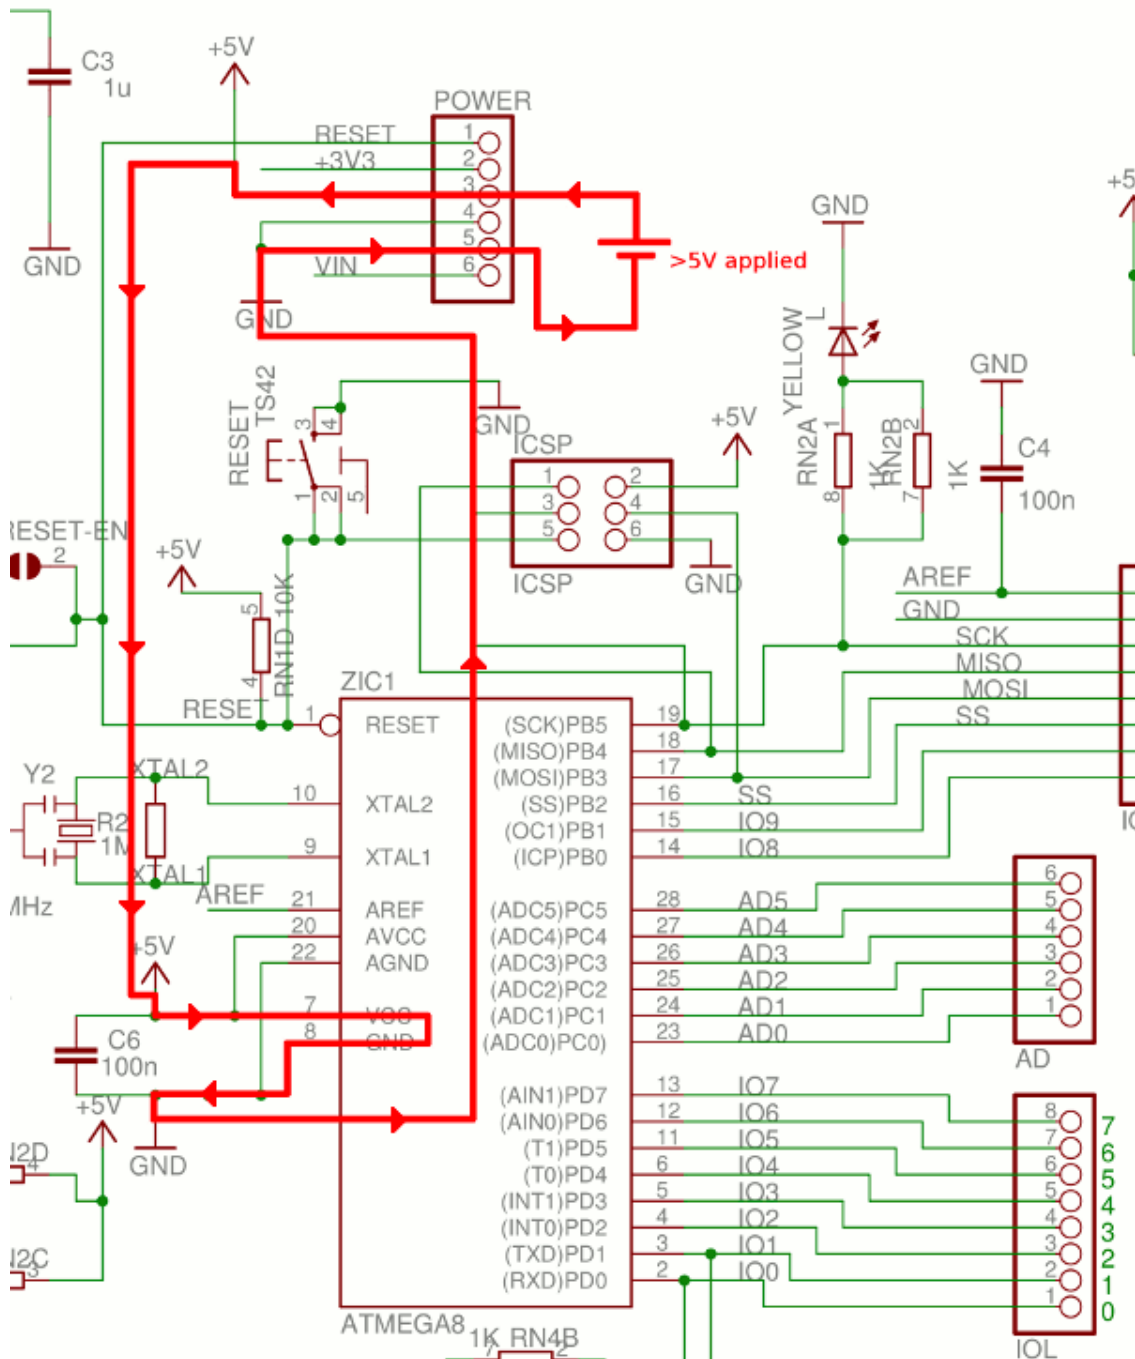 C3
1u
GND
+5V
POWER
RESET
+3V3
VIN
1
2
3
4
5
6
GND
>5V applied
GND
+5
YELLOW
L
RN2A
1
8
1K
RN2B
2
7
1K
GND
C4
100n
RESET
TS42
3
4
1
2
5
GND
ICSP
1
2
3
4
5
6
ICSP
+5V
GND
RESET-EN
2
+5V
5
4
RN1D 10K
RESET
AREF
GND
SCK
MISO
MOSI
SS
ZIC1
1
RESET
10
XTAL2
9
XTAL1
21
AREF
20
AVCC
22
AGND
7
VCC
8
GND
(SCK)PB5
19
(MISO)PB4
18
(MOSI)PB3
17
(SS)PB2
16
SS
(OC1)PB1
15
IO9
(ICP)PB0
14
IO8
(ADC5)PC5
28
AD5
(ADC4)PC4
27
AD4
(ADC3)PC3
26
AD3
(ADC2)PC2
25
AD2
(ADC1)PC1
24
AD1
(ADC0)PC0)
23
AD0
(AIN1)PD7
13
IO7
(AIN0)PD6
12
IO6
(T1)PD5
11
IO5
(T0)PD4
6
IO4
(INT1)PD3
5
IO3
(INT0)PD2
4
IO2
(TXD)PD1
3
IO1
(RXD)PD0
2
IO0
ATMEGA8
Y2
XTAL2
R2
1M
XTAL1
MHz
AREF
+5V
C6
100n
+5V
GND
N2D
4
N2C
3
6
5
4
3
2
1
AD
8
7
6
5
4
3
2
1
7
6
5
4
3
2
1
0
IOL
1K RN4B
7
2